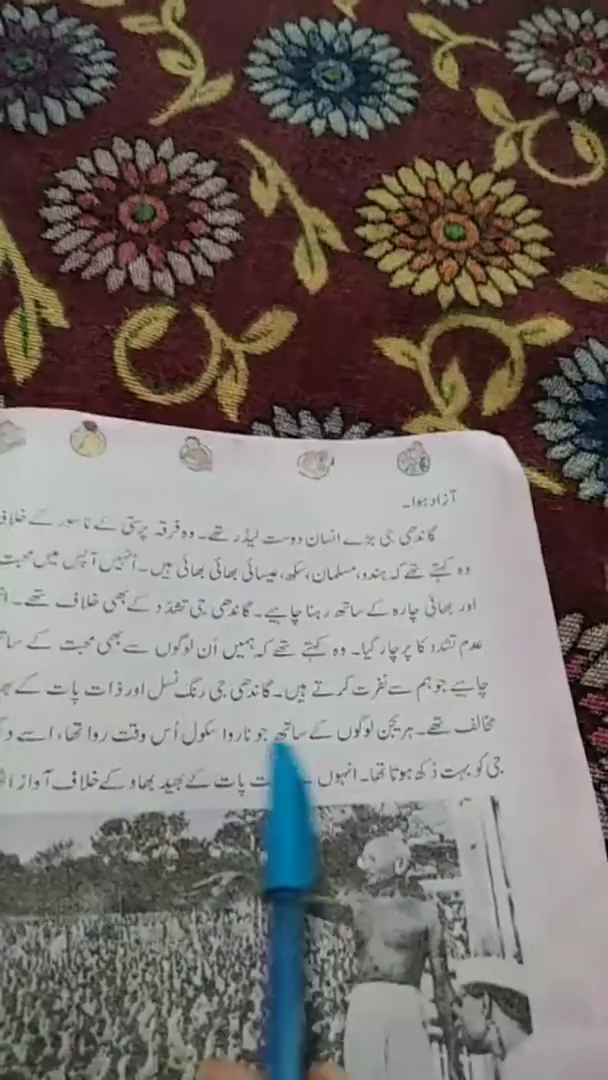 آزاد ہوا۔
گاندھی جی بڑے انسان دوست لیڈر تھے۔ وہ فرقہ پرستی کے ناسور کے خلاف
وہ کہتے تھے کہ ہندو، مسلمان، سکھ، عیسائی بھائی بھائی ہیں۔ اُنہیں آپس میں محبت
اور بھائی چارہ کے ساتھ رہنا چاہیے۔ گاندھی جی تشدّد کے بھی خلاف تھے۔
عدم تشدد کا پرچار کیا۔ وہ کہتے تھے کہ ہمیں اُن لوگوں سے بھی محبت کے
چاہیے جو ہم سے نفرت کرتے ہیں۔ گاندھی جی رنگ نسل اور ذات پات کے
مخالف تھے۔ ہریجن لوگوں کے ساتھ جو ناروا سکول اُس وقت روا تھا، اسے
جی کو بہت دُکھ ہوتا تھا۔ انہوں پات کے بھید بھاو کے خلاف آواز